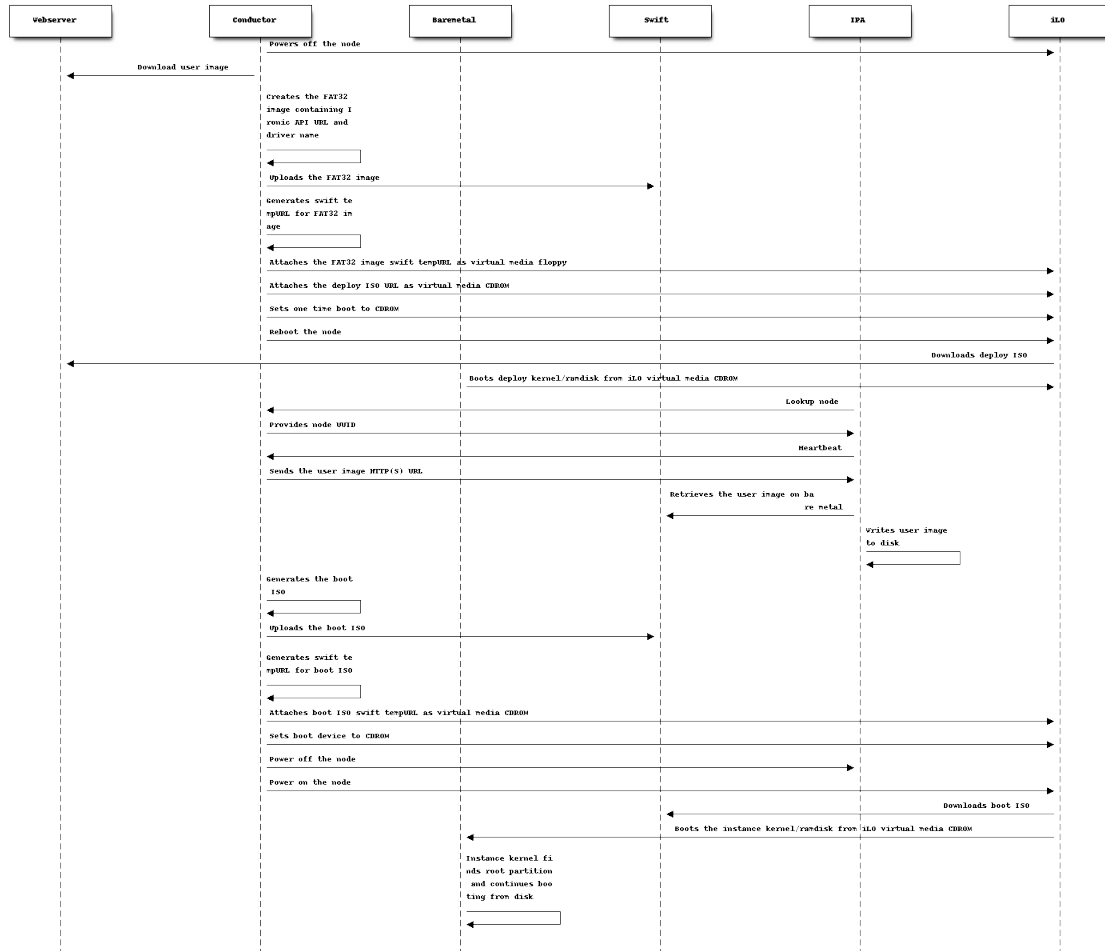 Webserver
Conductor
Baremetal
Swift
IPA
iLO
Powers off the node
Download user image
Creates the FAT32
image containing I
ronic API URL and
driver name
Uploads the FAT32 image
Generates swift te
mpURL for FAT32 im
age
Attaches the FAT32 image swift tempURL as virtual media floppy
Attaches the deploy ISO URL as virtual media CDROM
Sets one time boot to CDROM
Reboot the node
Downloads deploy ISO
Boots deploy kernel/ramdisk from iLO virtual media CDROM
Lookup node
Provides node UUID
Heartbeat
Sends the user image HTTP(S) URL
Retrieves the user image on ba
re metal
Writes user image
to disk
Generates the boot
ISO
Uploads the boot ISO
Generates swift te
mpURL for boot ISO
Attaches boot ISO swift tempURL as virtual media CDROM
Sets boot device to CDROM
Power off the node
Power on the node
Downloads boot ISO
Boots the instance kernel/ramdisk from iLO virtual media CDROM
Instance kernel fi
nds root partition
and continues boo
ting from disk